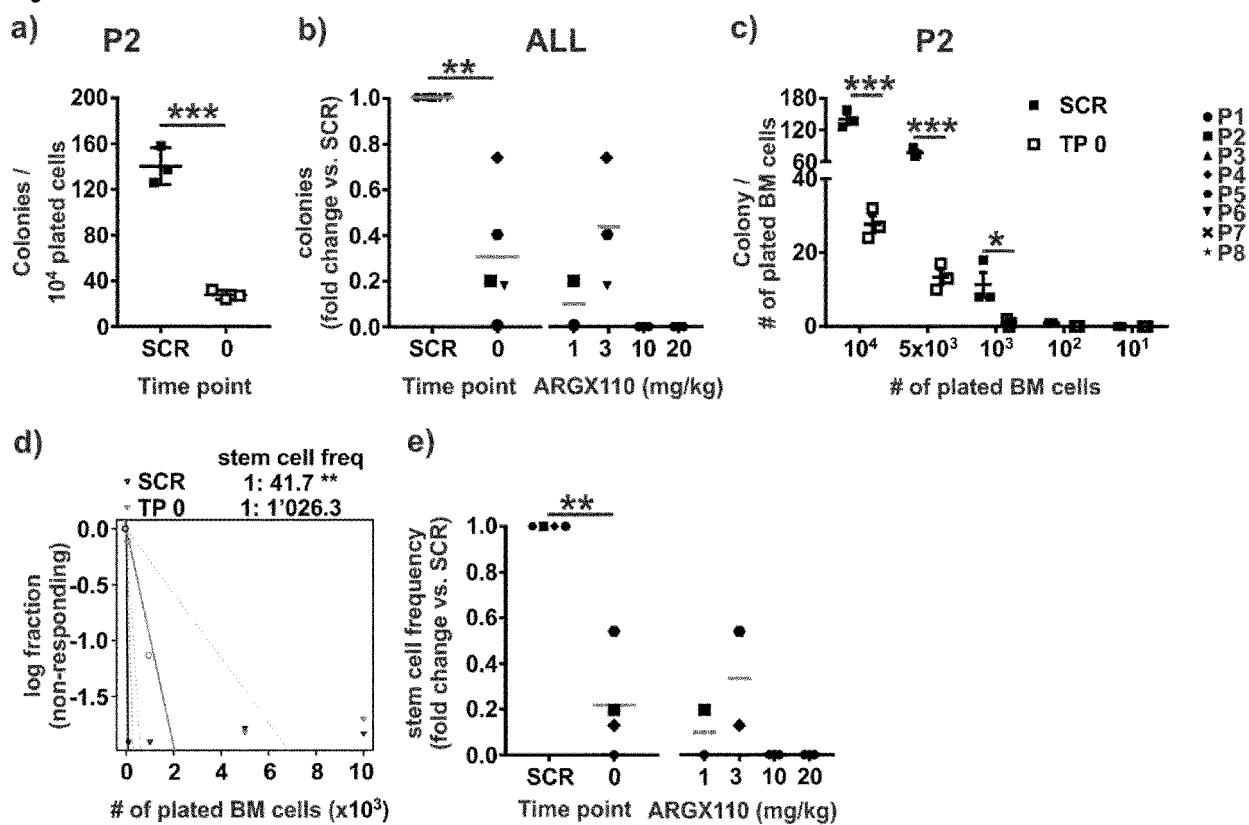 a)
P2
Colonies /
10⁴ plated cells
200
160
120
80
40
0
***
SCR 0
Time point
b)
ALL
colonies
(fold change vs. SCR)
1.0
0.8
0.6
0.4
0.2
0.0
**
SCR 0 1 3 10 20
Time point ARGX110 (mg/kg)
c)
P2
Colony /
# of plated BM cells
180
120
60
40
20
0
***
***
*
SCR
TP 0
10⁴ 5x10³ 10³ 10² 10¹
# of plated BM cells
P1
P2
P3
P4
P5
P6
P7
P8
d)
stem cell freq
SCR 1: 41.7 **
TP 0 1: 1'026.3
log fraction
(non-responding)
0.0
-0.5
-1.0
-1.5
0 2 4 6 8 10
# of plated BM cells (x10³)
e)
stem cell frequency
(fold change vs. SCR)
1.0
0.8
0.6
0.4
0.2
0.0
**
SCR 0 1 3 10 20
Time point ARGX110 (mg/kg)